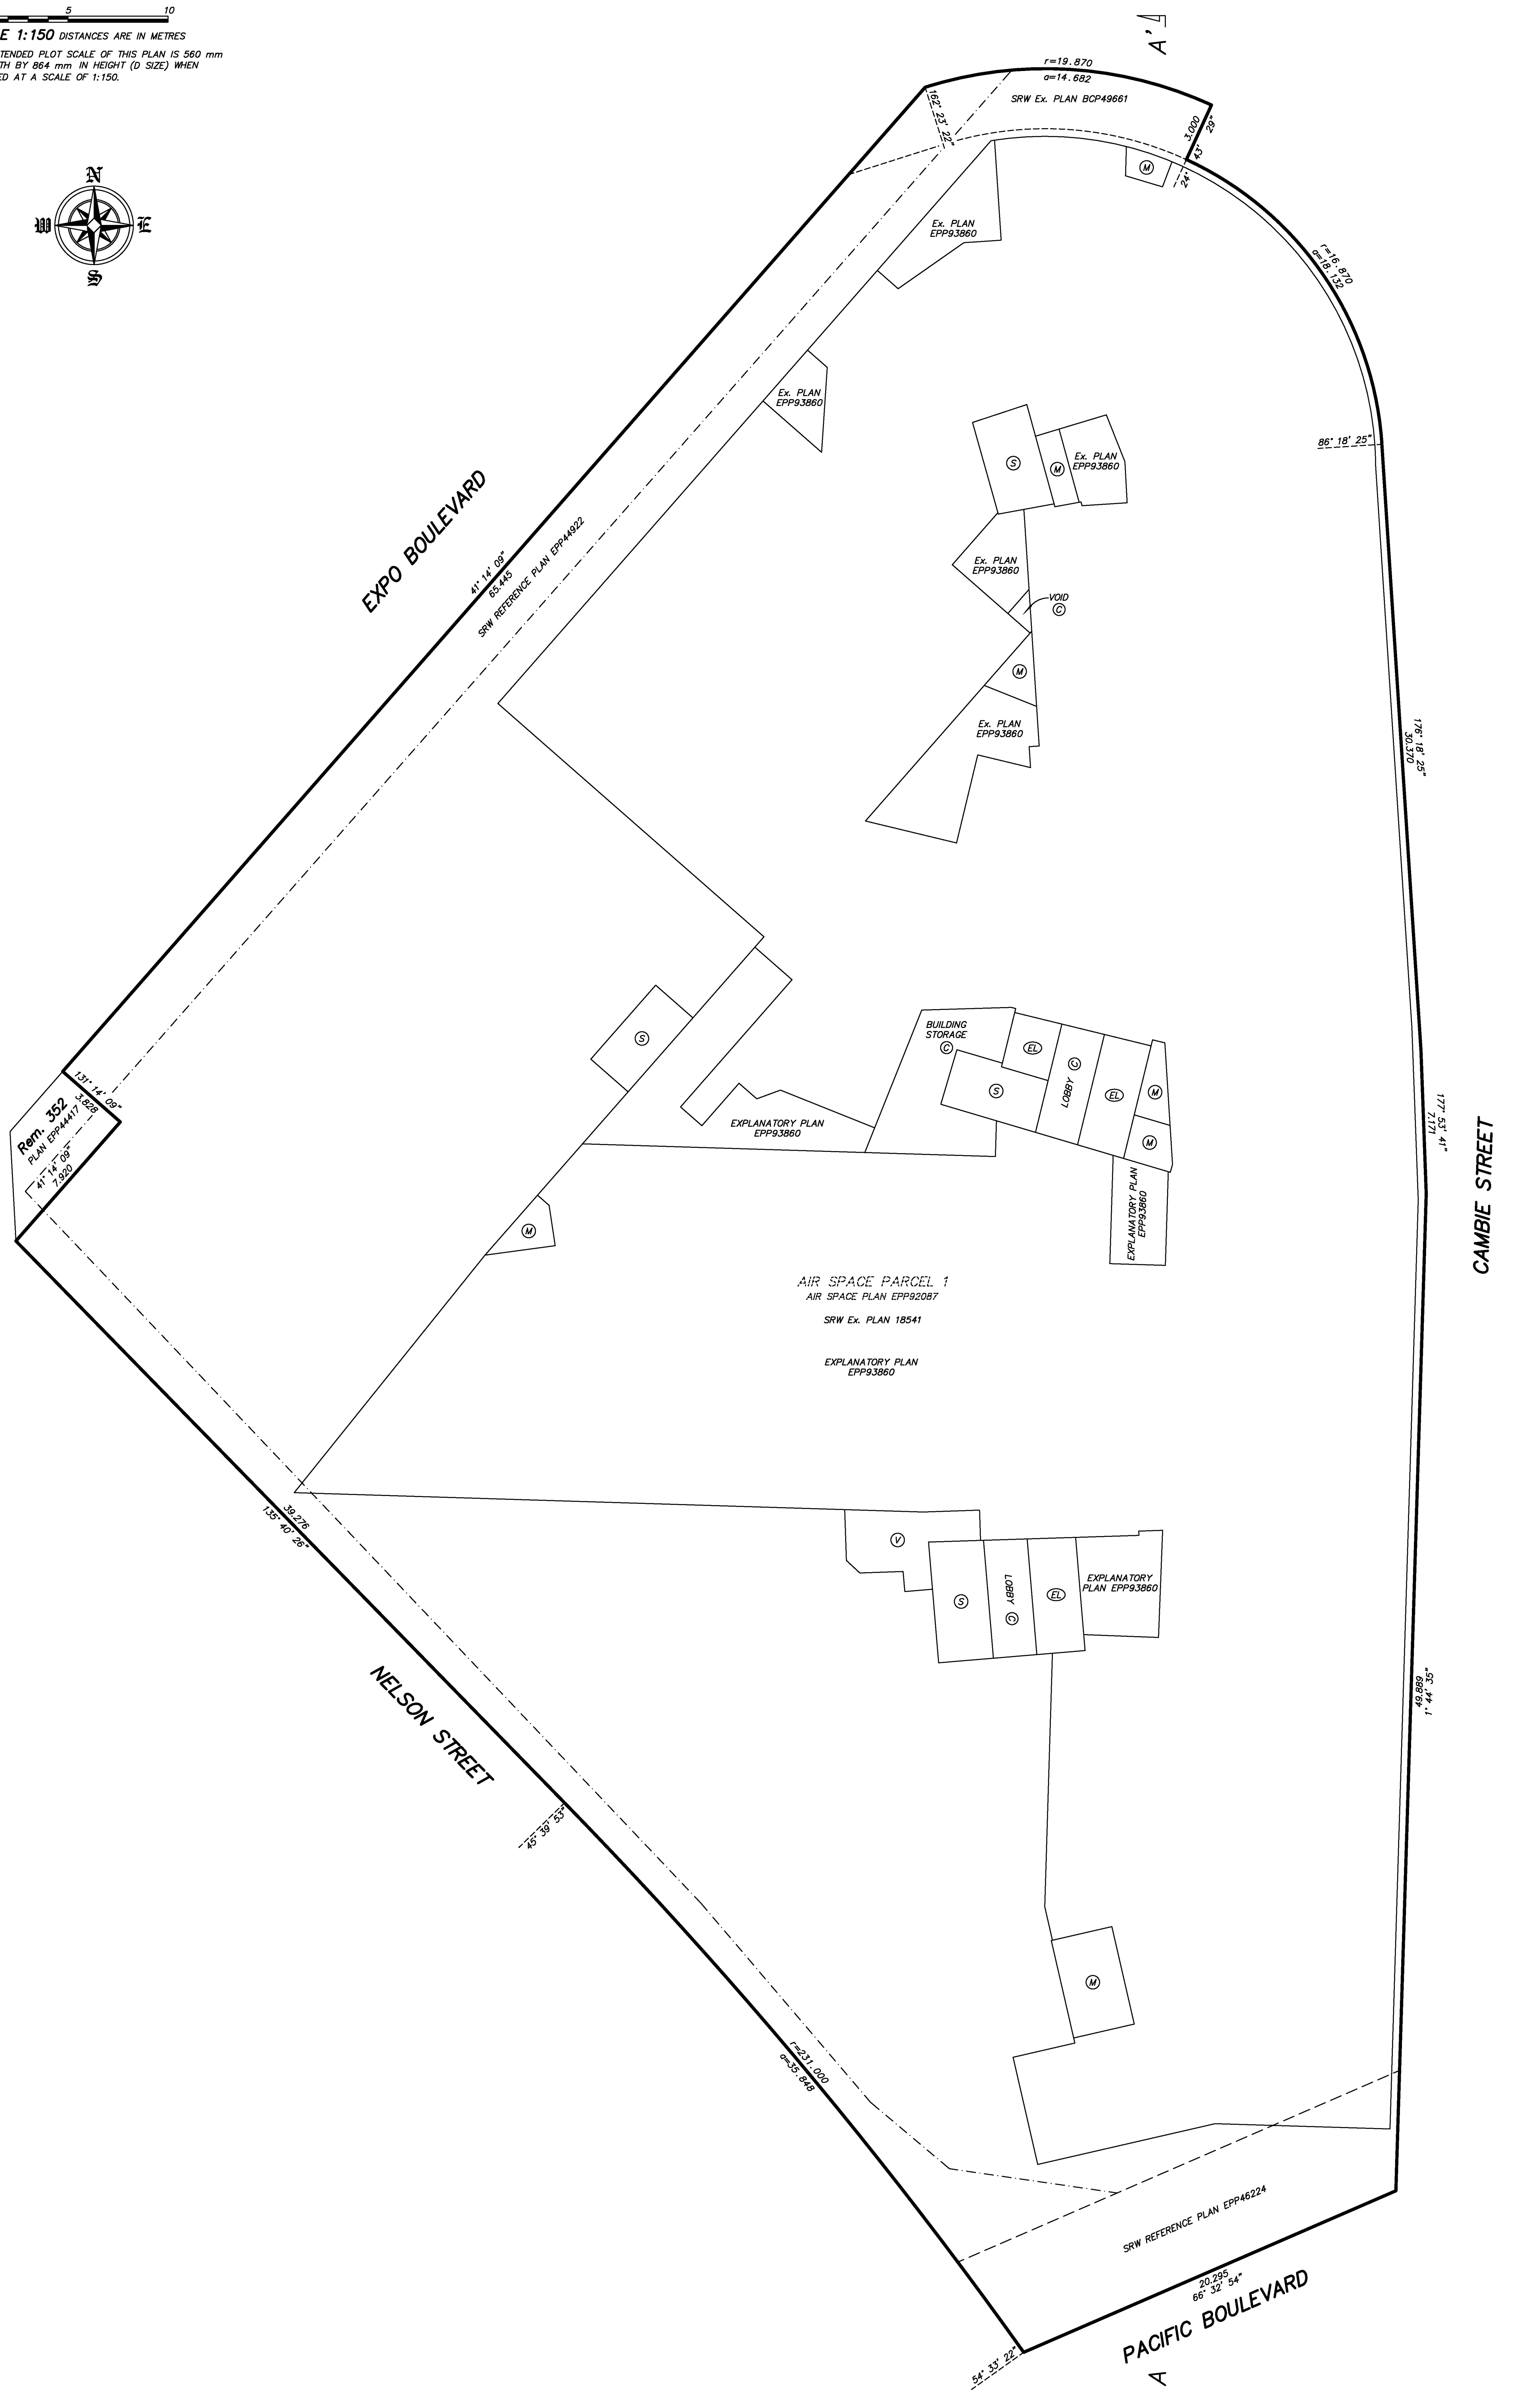 5 10
E 1:150 DISTANCES ARE IN METRES
TENDED PLOT SCALE OF THIS PLAN IS 560 mm
TH BY 864 mm IN HEIGHT (D SIZE) WHEN
ED AT A SCALE OF 1:150.
N
W E
S
A'
r=19.870
a=14.682
SRW Ex. PLAN BCP49661
162° 23' 22"
3.000
24° 43' 29"
M
Ex. PLAN
EPP93860
r=16.870
a=18.132
Ex. PLAN
EPP93860
86° 18' 25"
S
M
Ex. PLAN
EPP93860
EXPO BOULEVARD
41° 14' 09"
65.445
SRW REFERENCE PLAN EPP44922
Ex. PLAN
EPP93860
VOID
C
M
Ex. PLAN
EPP93860
176° 18' 25"
30.370
S
BUILDING
STORAGE
C
EL
S
LOBBY C
EL
M
M
131° 14' 09"
3.828
Rem. 352
PLAN EPP44417
41° 14' 09"
7.920
EXPLANATORY PLAN
EPP93860
177° 53' 41"
7.171
CAMBIE STREET
EXPLANATORY PLAN
EPP93860
M
AIR SPACE PARCEL 1
AIR SPACE PLAN EPP92087
SRW Ex. PLAN 18541
EXPLANATORY PLAN
EPP93860
39.276
135° 40' 26"
V
S
LOBBY C
EL
EXPLANATORY
PLAN EPP93860
NELSON STREET
49.889
1° 44' 35"
45° 39' 53"
M
r=231.000
a=35.848
SRW REFERENCE PLAN EPP46224
20.295
66° 32' 54"
PACIFIC BOULEVARD
54° 33' 22"
A